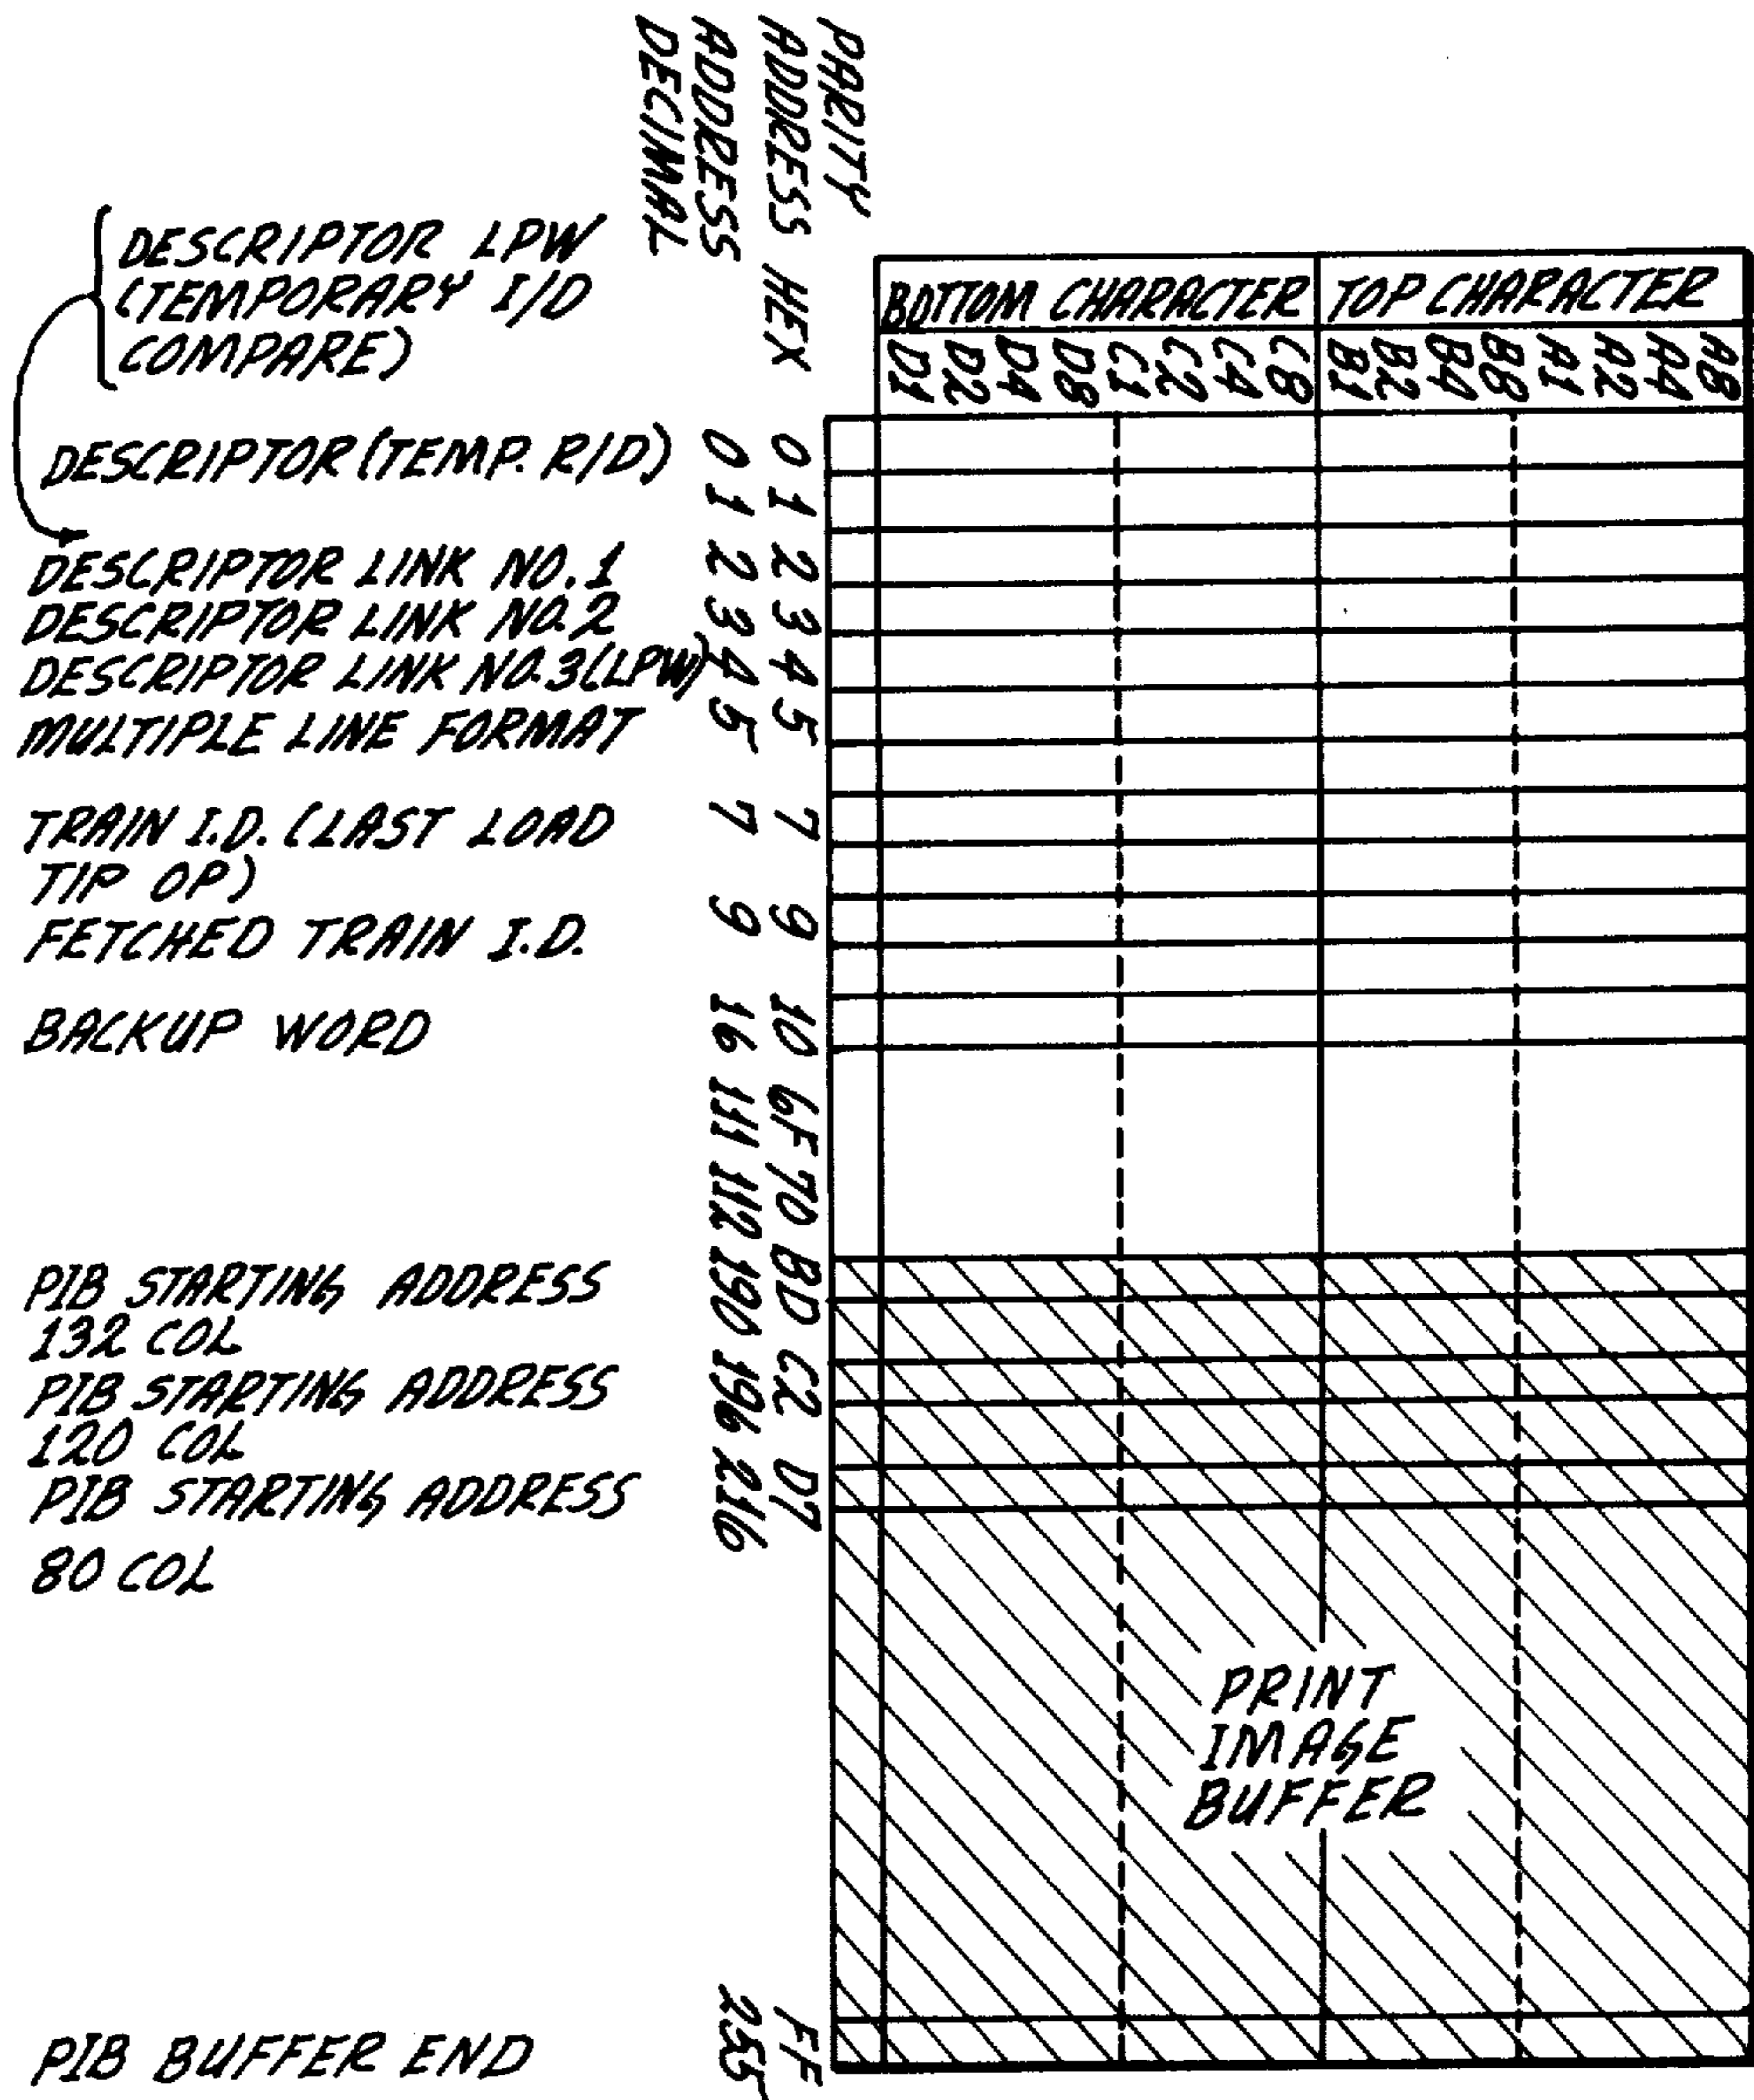 PARITY
ADDRESS HEX
ADDRESS
DECIMAL
DESCRIPTOR LPW
(TEMPORARY I/D
COMPARE)
BOTTOM CHARACTER TOP CHARACTER
D1 D2 D4 D8 C1 C2 C4 C8 B1 B2 B4 B8 A1 A2 A4 A8
DESCRIPTOR (TEMP. R/D) 0 0
1 1
DESCRIPTOR LINK NO. 1 2 2
DESCRIPTOR LINK NO. 2 3 3
DESCRIPTOR LINK NO. 3 (LPW) 4 4
MULTIPLE LINE FORMAT 5 5
TRAIN I.D. (LAST LOAD 7 7
TIP OP)
FETCHED TRAIN I.D. 9 9
BACKUP WORD 16 10
111 6F
112 70
PIB STARTING ADDRESS 190 BD
132 COL
PIB STARTING ADDRESS 196 C2
120 COL
PIB STARTING ADDRESS 216 D7
80 COL
PRINT
IMAGE
BUFFER
PIB BUFFER END 255 FF